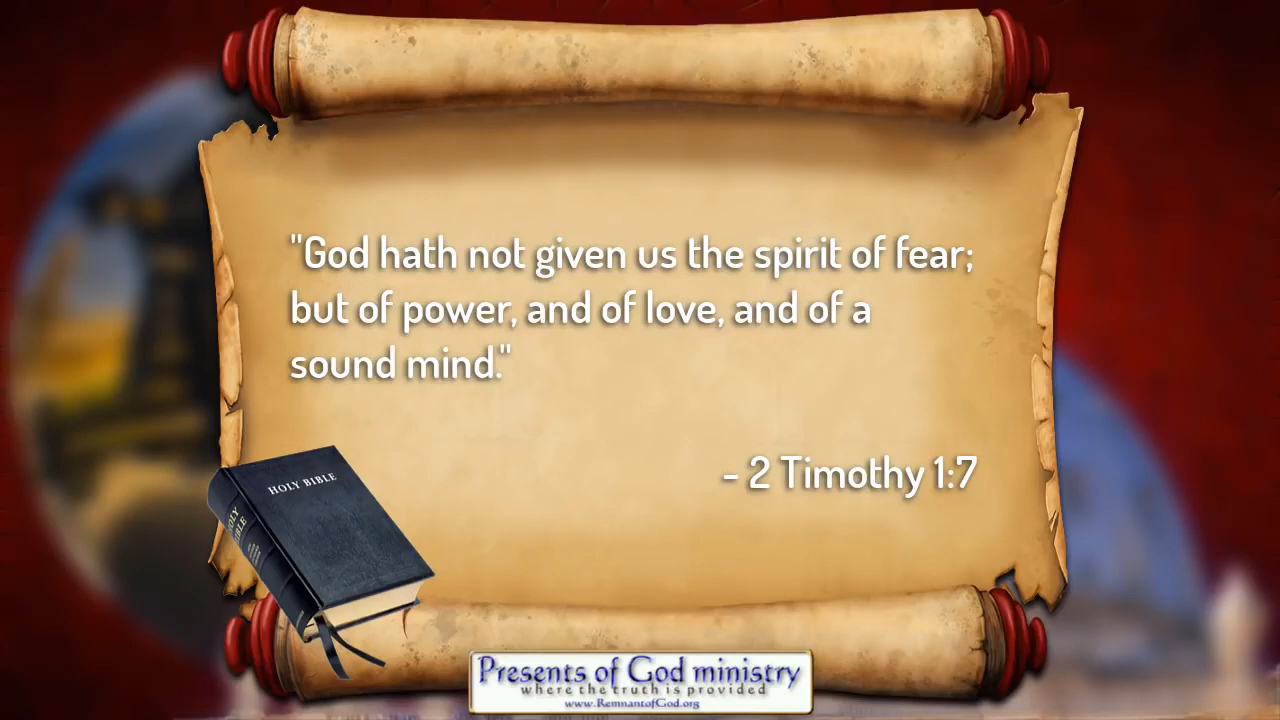 "God hath not given us the spirit of fear;
but of power, and of love, and of a
sound mind."
- 2 Timothy 1:7
HOLY BIBLE
HOLY
BIBLE
Presents of God ministry
where the truth is provided
www.RemnantofGod.org